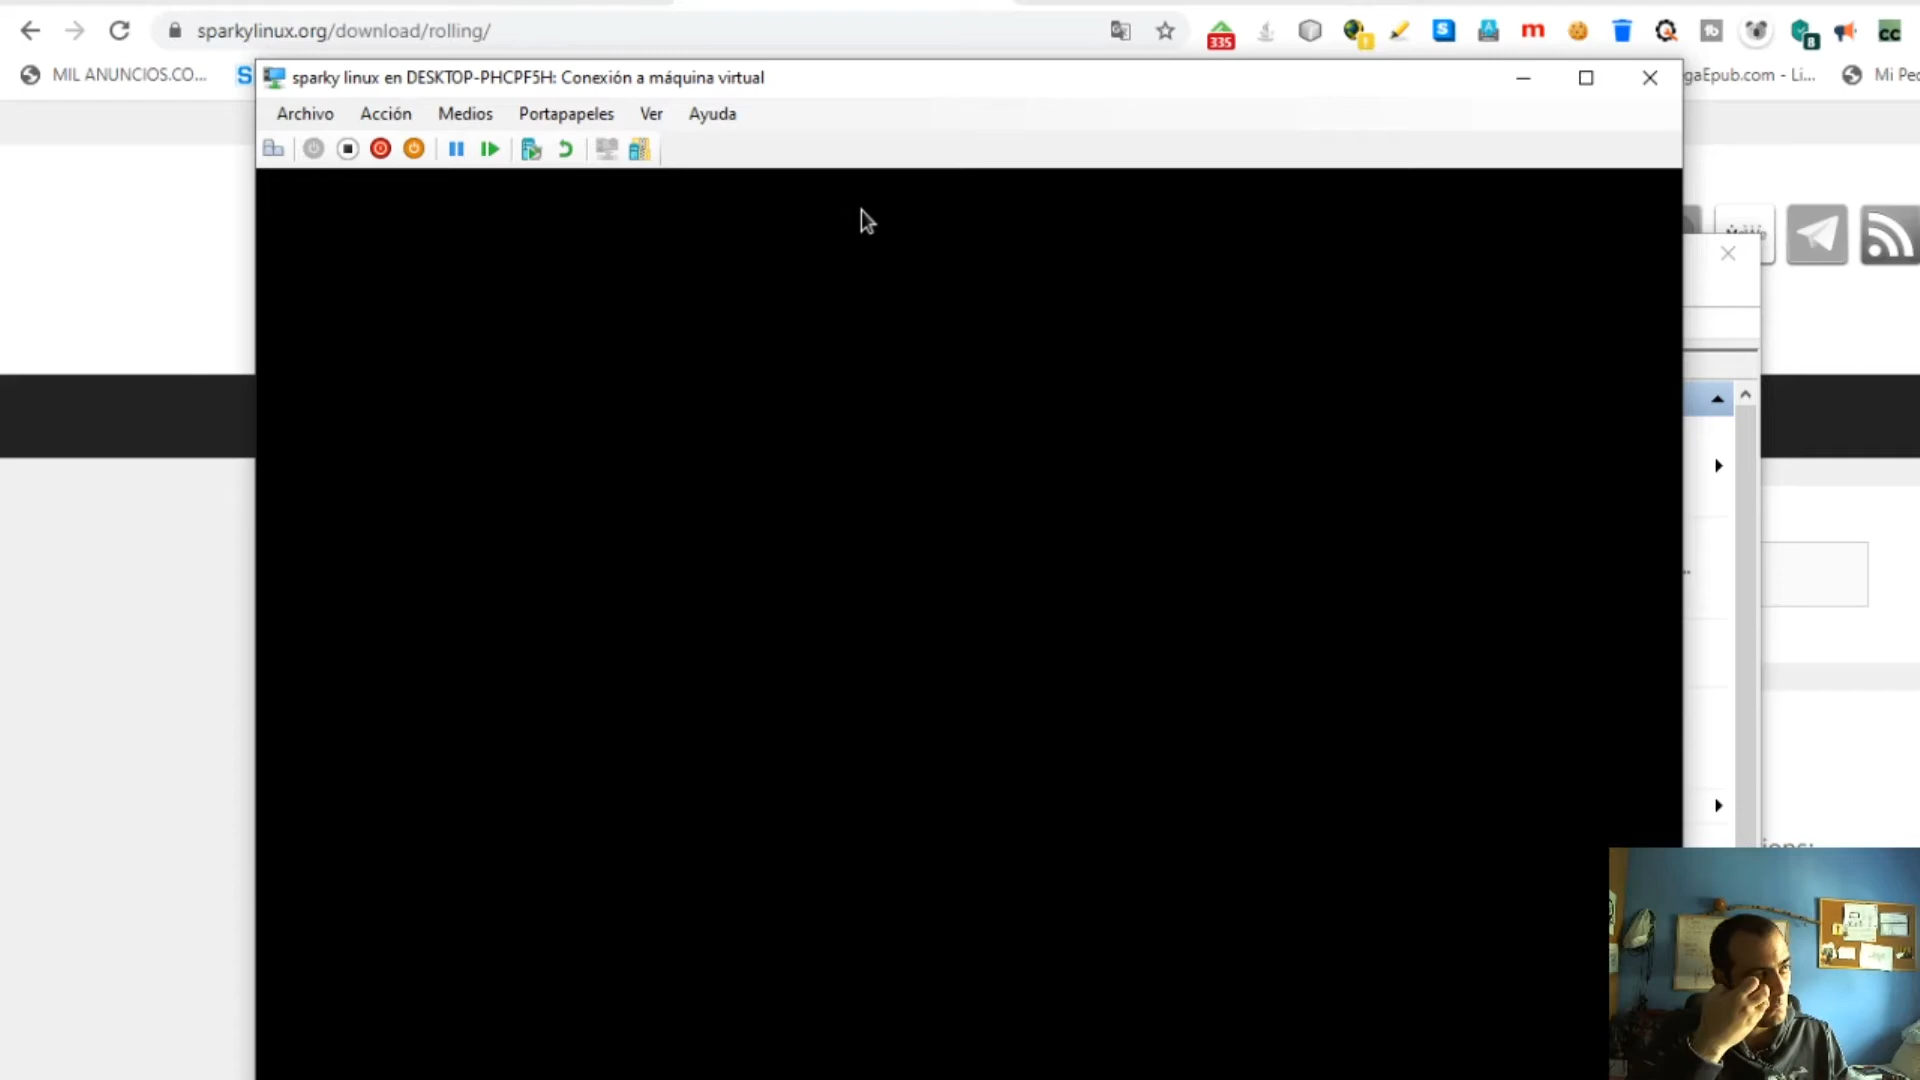 sparkylinux.org/download/rolling/
335
MIL ANUNCIOS.CO...
gaEpub.com - Li...
Mi Pec
sparky linux en DESKTOP-PHCPF5H: Conexión a máquina virtual
Archivo Acción Medios Portapapeles Ver Ayuda